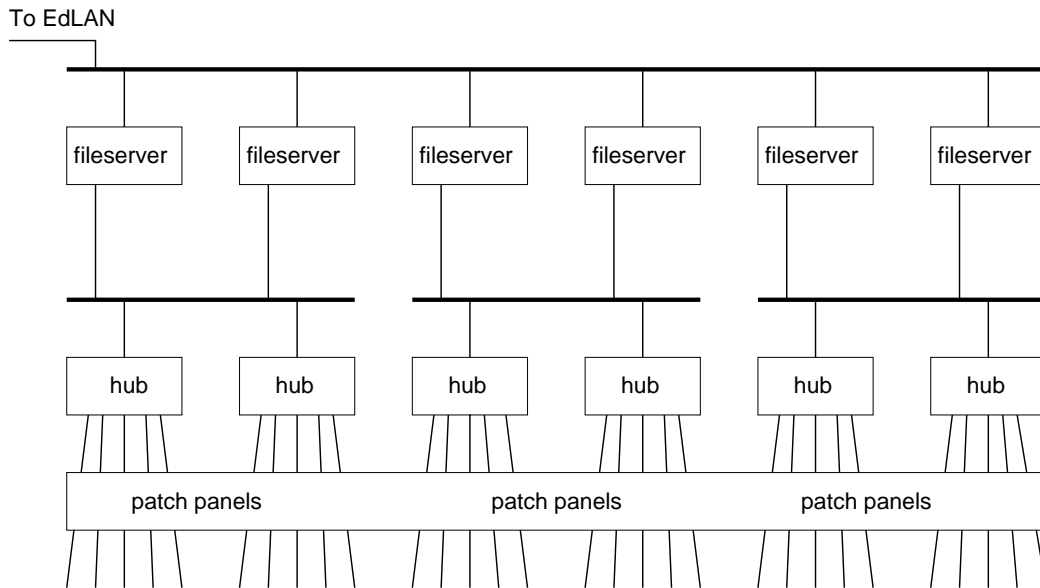 To EdLAN
fileserver fileserver fileserver fileserver fileserver fileserver
hub hub hub hub hub hub
patch panels patch panels patch panels